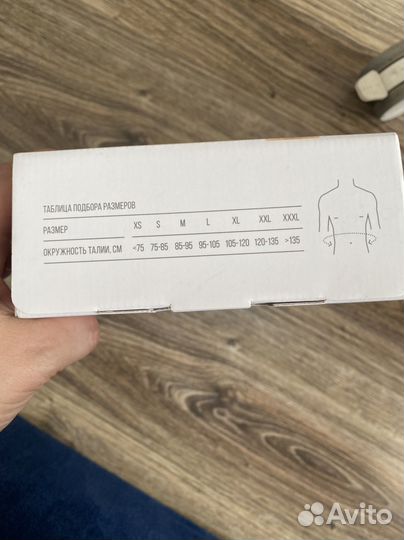 ТАБЛИЦА ПОДБОРА РАЗМЕРОВ
РАЗМЕР XS S M L XL XXL XXXL
ОКРУЖНОСТЬ ТАЛИИ, СМ <75 75-85 85-95 95-105 105-120 120-135 >135
Avito